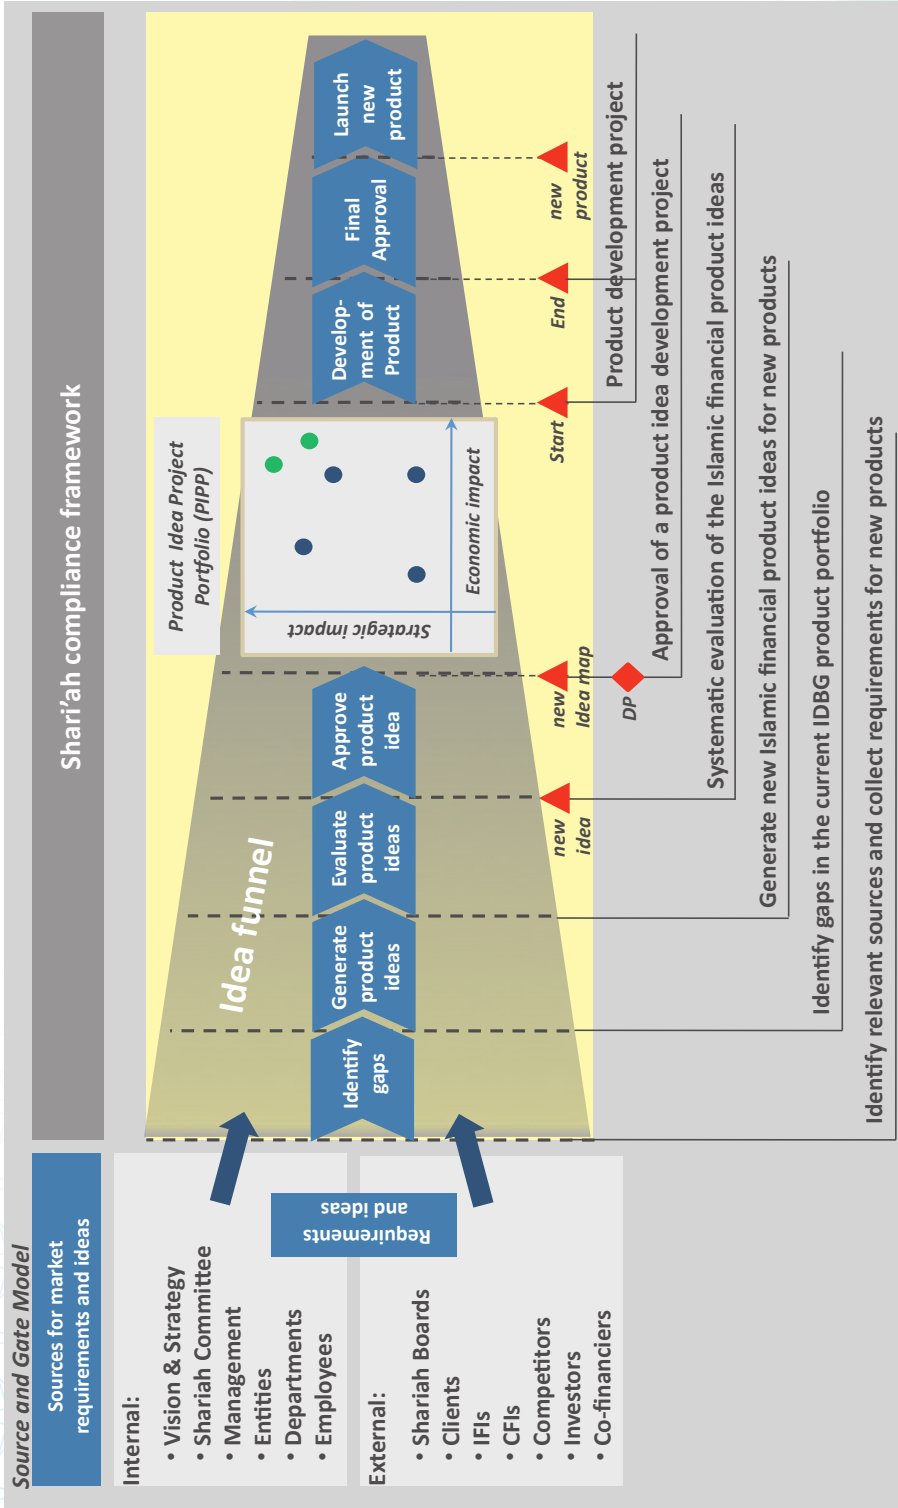 Source and Gate Model
Sources for market
requirements and ideas
Shari’ah compliance framework
Internal:
• Vision & Strategy
• Shariah Committee
• Management
• Entities
• Departments
• Employees
External:
• Shariah Boards
• Clients
• IFIs
• CFIs
• Competitors
• Investors
• Co-financiers
Requirements
and ideas
Idea funnel
Identify
gaps
Generate
product
ideas
Evaluate
product
ideas
Approve
product
idea
Product Idea Project
Portfolio (PIPP)
Strategic impact
Economic impact
Develop-
ment of
Product
Final
Approval
Launch
new
product
new
idea
new
Idea map
DP
Start
End
new
product
Product development project
Approval of a product idea development project
Systematic evaluation of the Islamic financial product ideas
Generate new Islamic financial product ideas for new products
Identify gaps in the current IDBG product portfolio
Identify relevant sources and collect requirements for new products